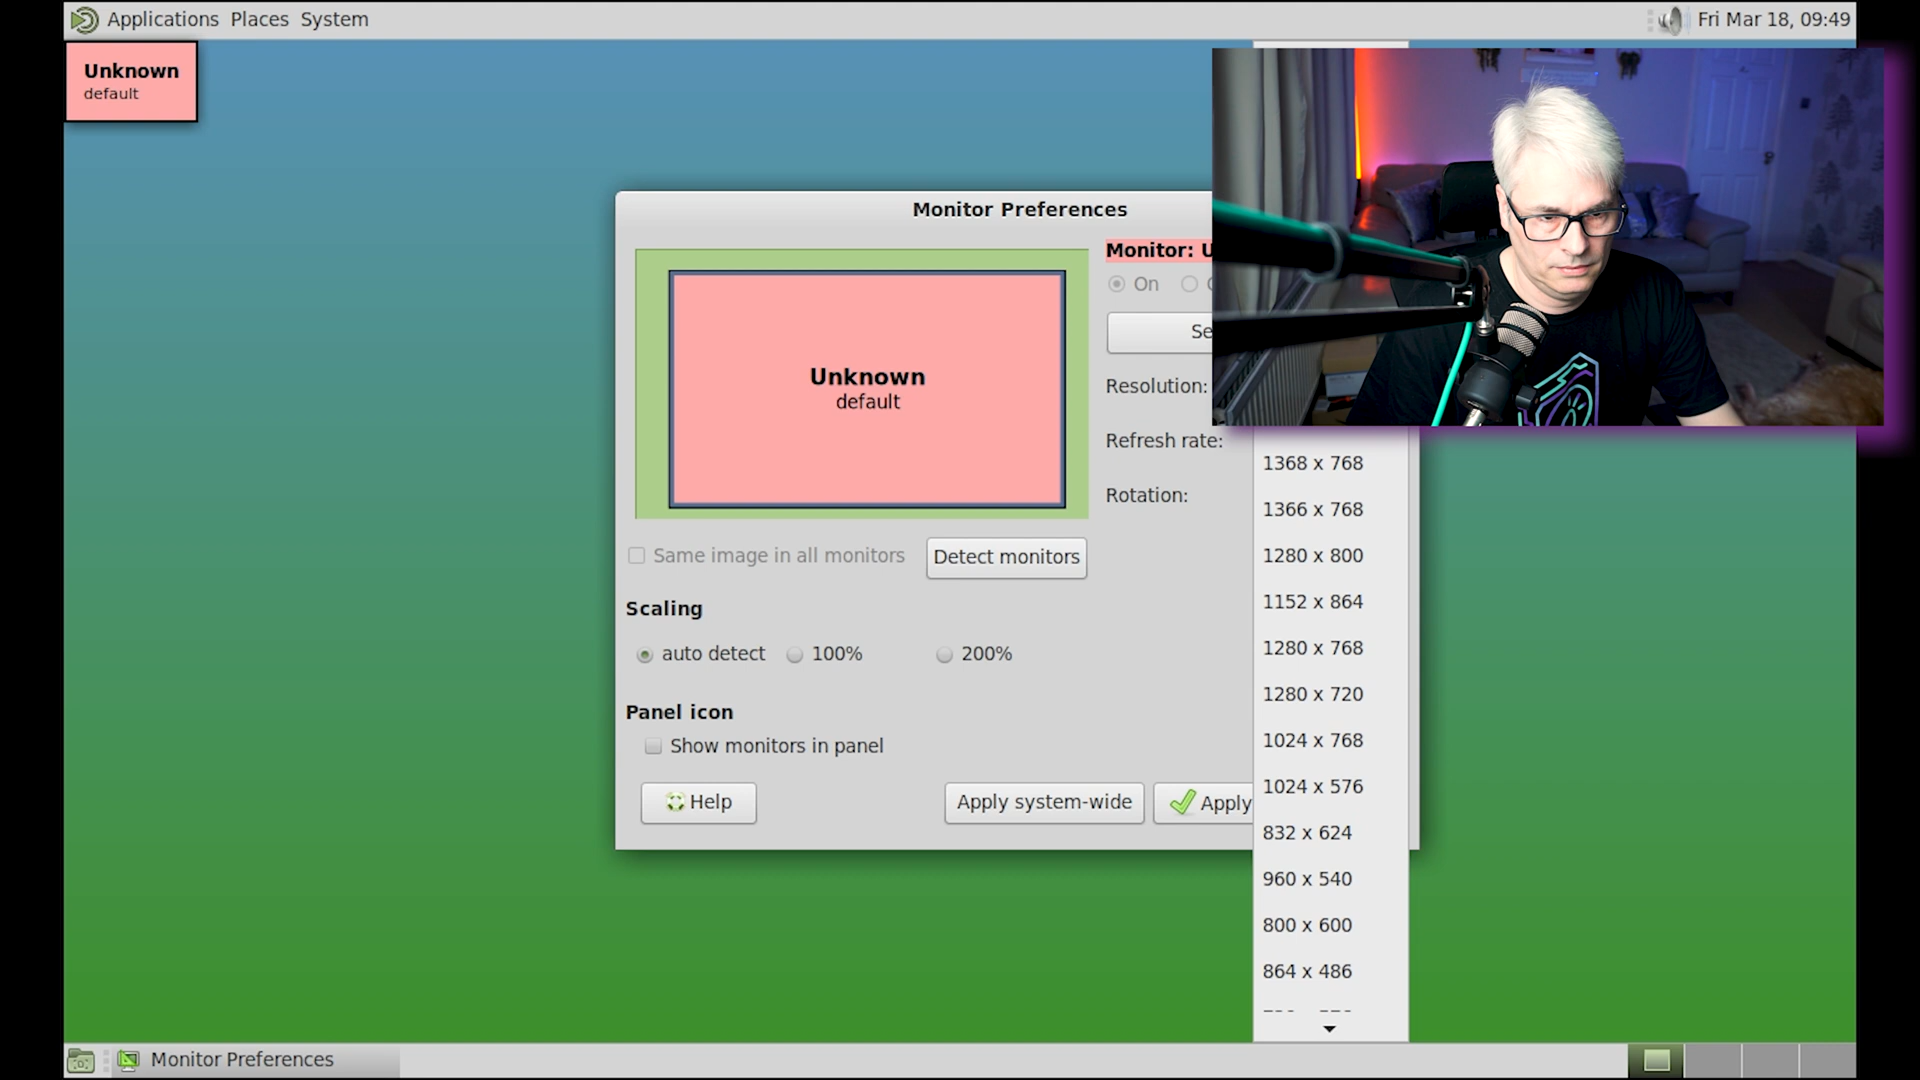 Applications Places System
Fri Mar 18, 09:49
Unknown
default
Monitor Preferences
Monitor:
On
Unknown
default
Resolution:
Refresh rate:
Rotation:
1368 x 768
1366 x 768
1280 x 800
1152 x 864
1280 x 768
1280 x 720
1024 x 768
1024 x 576
832 x 624
960 x 540
800 x 600
864 x 486
Same image in all monitors
Detect monitors
Scaling
auto detect 100% 200%
Panel icon
Show monitors in panel
Help Apply system-wide Apply
Monitor Preferences